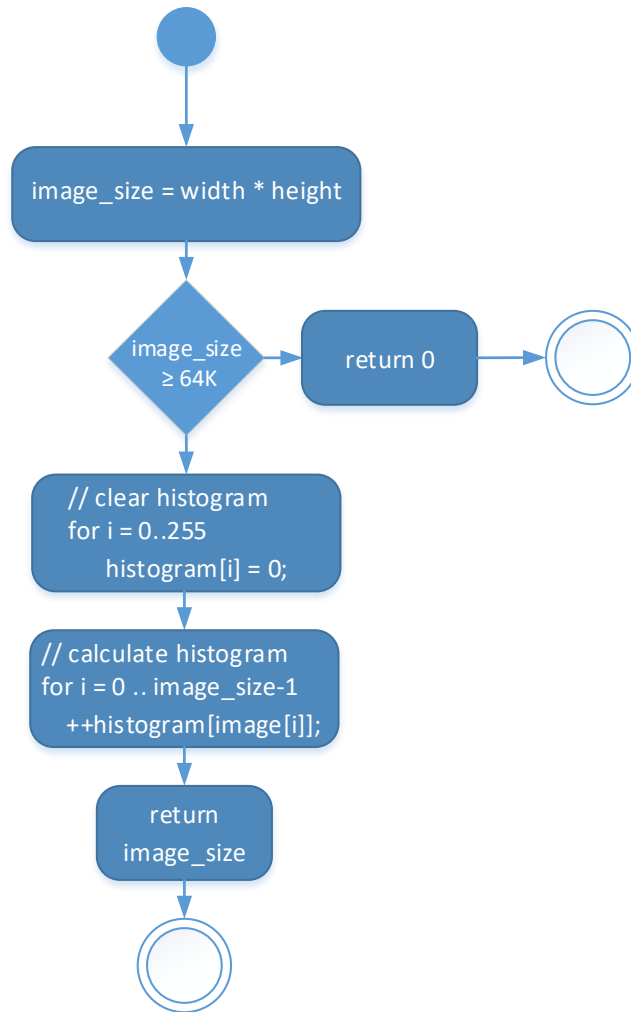 image_size = width * height
image_size
≥ 64K
return 0
// clear histogram
for i = 0..255
histogram[i] = 0;
// calculate histogram
for i = 0 .. image_size-1
++histogram[image[i]];
return
image_size